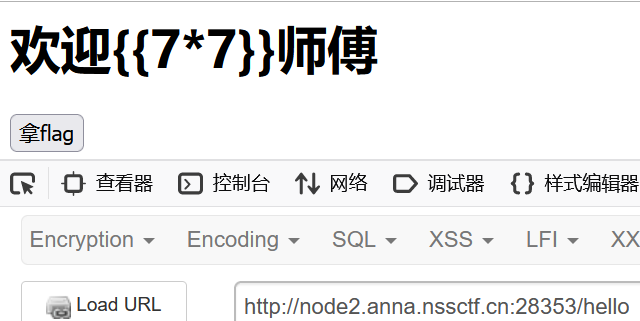 欢迎{{7*7}}师傅
拿flag
查看器 控制台 网络 调试器 {} 样式编辑器
Encryption Encoding SQL XSS LFI XX
Load URL http://node2.anna.nssctf.cn:28353/hello